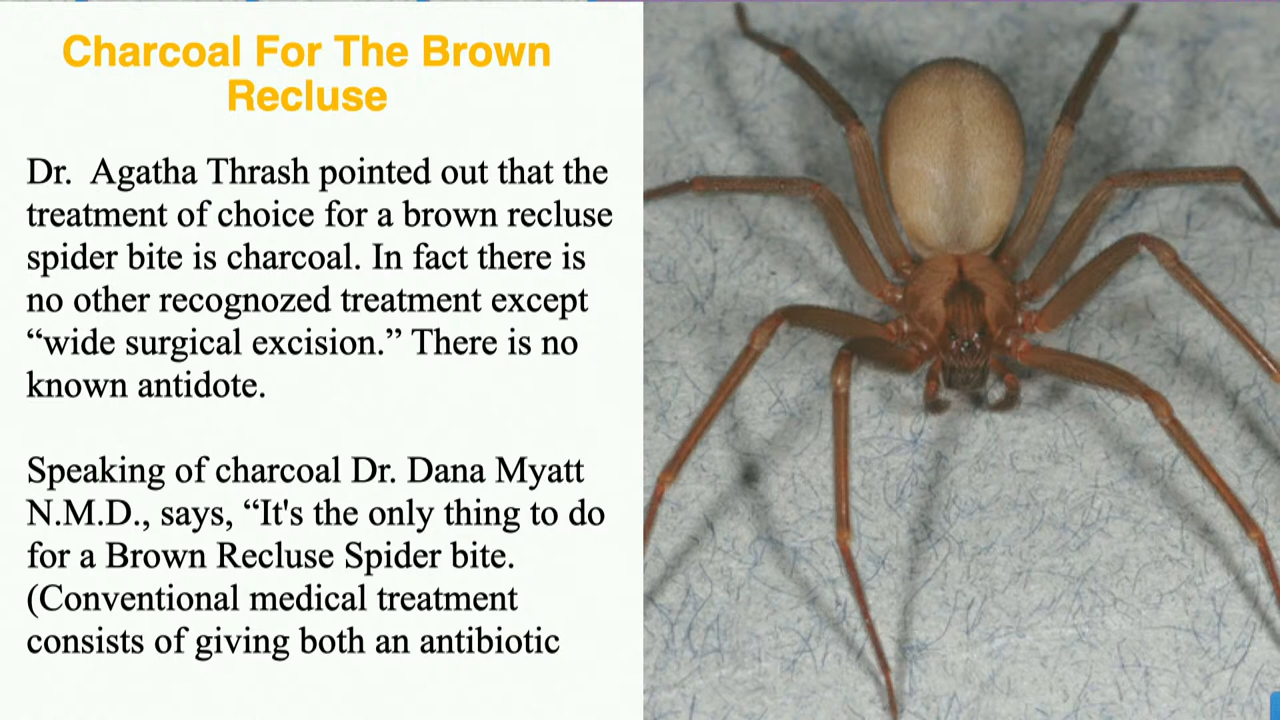 Charcoal For The Brown
Recluse
Dr. Agatha Thrash pointed out that the
treatment of choice for a brown recluse
spider bite is charcoal. In fact there is
no other recognozed treatment except
“wide surgical excision.” There is no
known antidote.
Speaking of charcoal Dr. Dana Myatt
N.M.D., says, “It's the only thing to do
for a Brown Recluse Spider bite.
(Conventional medical treatment
consists of giving both an antibiotic